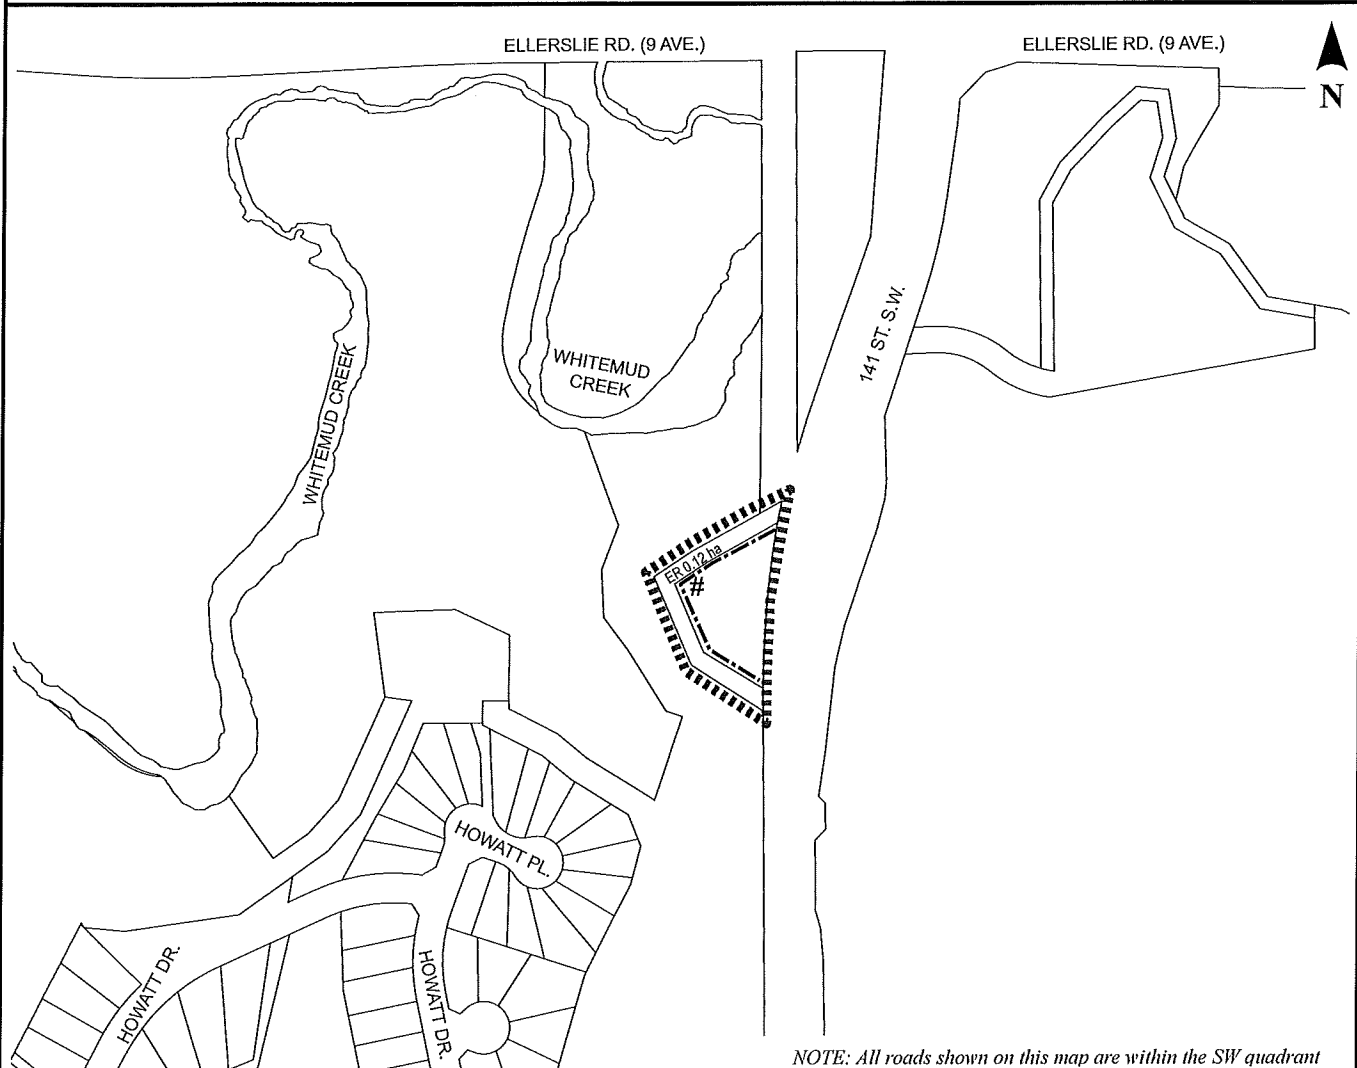 ELLERSLIE RD. (9 AVE.)
ELLERSLIE RD. (9 AVE.)
N
141 ST. S.W.
WHITEMUD
CREEK
WHITEMUD CREEK
ER 0.12 ha
#
HOWATT PL.
HOWATT DR.
HOWATT DR.
NOTE: All roads shown on this map are within the SW quadrant